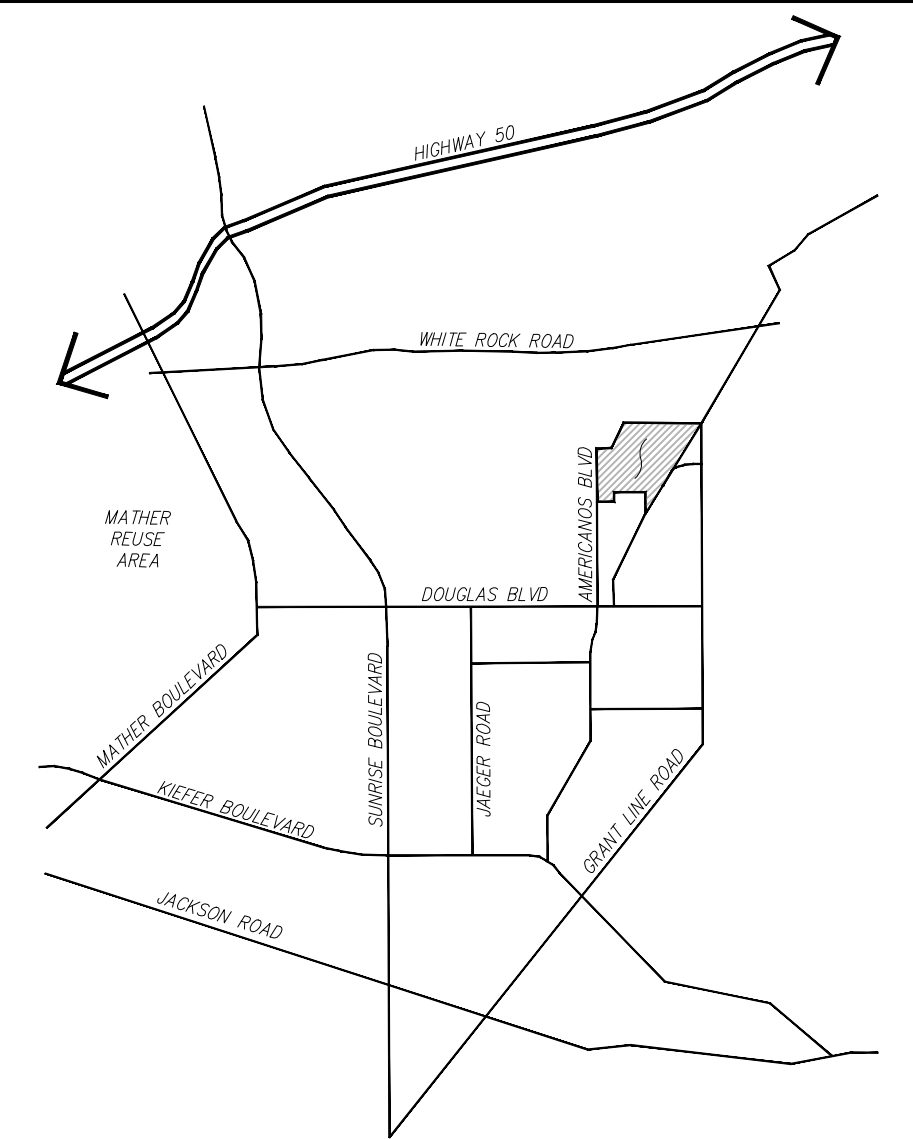 HIGHWAY 50
WHITE ROCK ROAD
AMERICANOS BLVD
MATHER
REUSE
AREA
DOUGLAS BLVD
MATHER BOULEVARD
SUNRISE BOULEVARD
JAEGER ROAD
GRANT LINE ROAD
KIEFER BOULEVARD
JACKSON ROAD